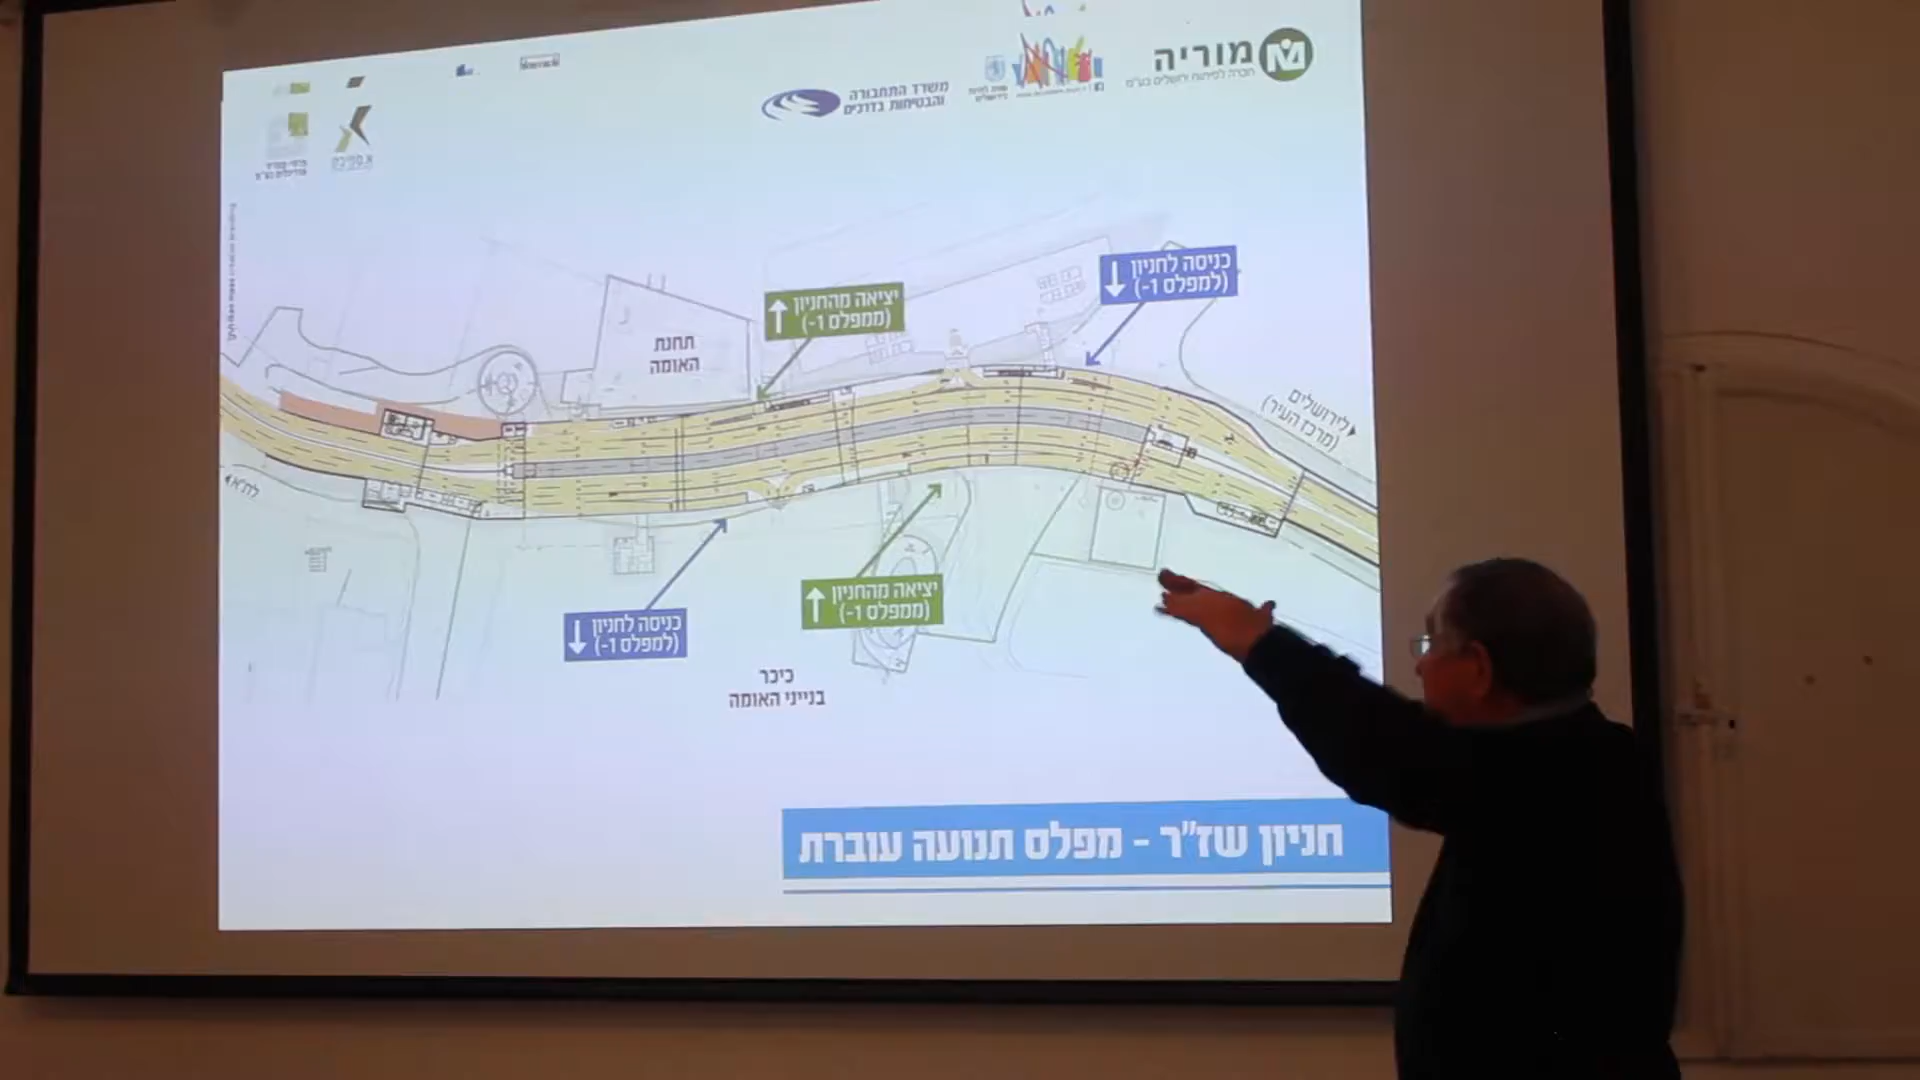 מוריה
חברה לפיתוח ירושלים בע"מ
משרד התחבורה
והבטיחות בדרכים
כניסה לחניון
(למפלס 1-)
יציאה מהחניון
(ממפלס 1-)
תחנת
האומה
לירושלים
(מרכז העיר)
לת"א
יציאה מהחניון
(ממפלס 1-)
כניסה לחניון
(למפלס 1-)
כיכר
בנייני האומה
חניון שז"ר - מפלס תנועה עוברת